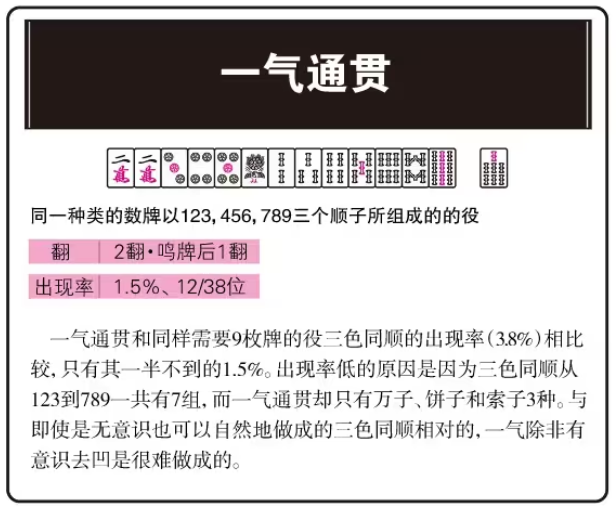 一气通贯
二萬 二萬
同一种类的数牌以123,456,789三个顺子所组成的的役
翻 2翻·鸣牌后1翻
出现率 1.5%、12/38位
一气通贯和同样需要9枚牌的役三色同顺的出现率(3.8%)相比
较,只有其一半不到的1.5%。出现率低的原因是因为三色同顺从
123到789一共有7组,而一气通贯却只有万子、饼子和索子3种。与
即使是无意识也可以自然地做成的三色同顺相对的,一气除非有
意识去凹是很难做成的。